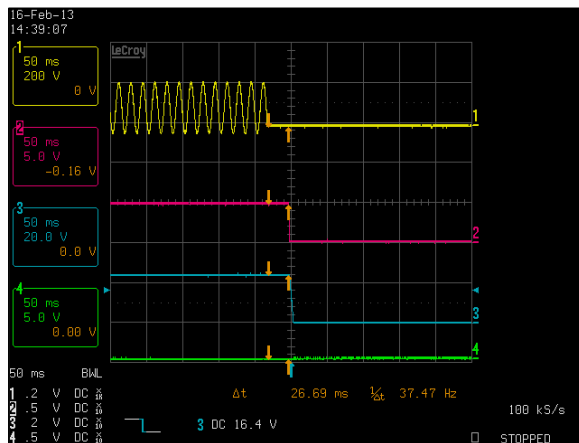 16-Feb-13
14:39:07
LeCroy
1
50 ms
200 V
0 V
2
50 ms
5.0 V
-0.16 V
3
50 ms
20.0 V
0.0 V
4
50 ms
5.0 V
0.00 V
1
2
3
4
50 ms BWL
1 .2 V DC
2 .5 V DC
3 2 V DC
4 .5 V DC
Δt 26.69 ms 1/Δt 37.47 Hz
3 DC 16.4 V
100 kS/s
STOPPED